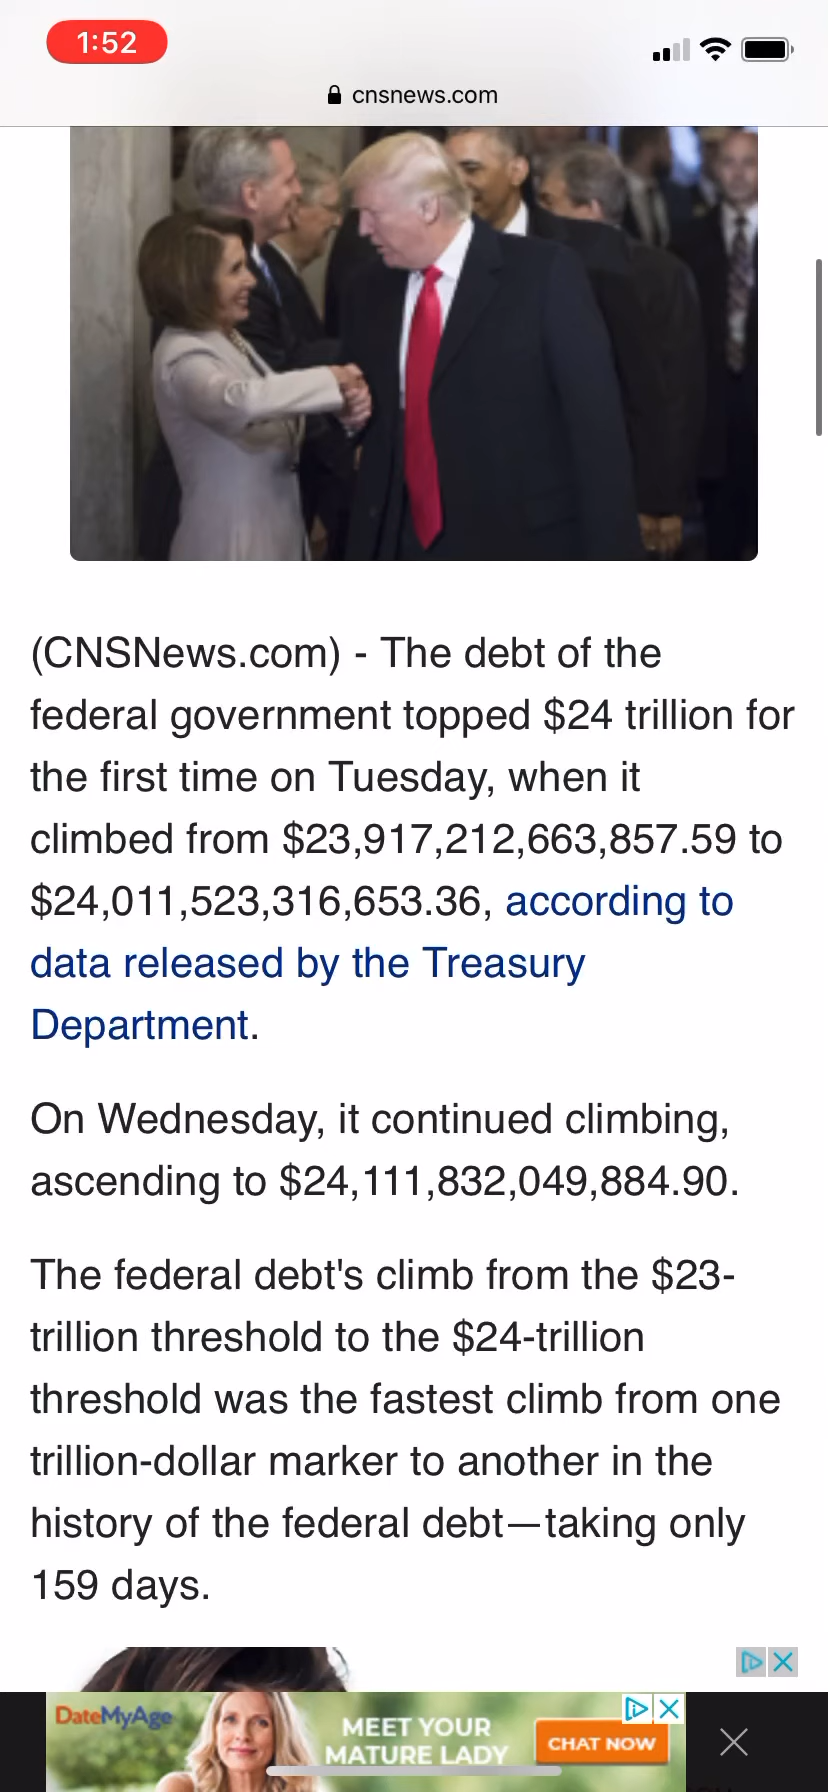 1:52
cnsnews.com
(CNSNews.com) - The debt of the
federal government topped $24 trillion for
the first time on Tuesday, when it
climbed from $23,917,212,663,857.59 to
$24,011,523,316,653.36, according to
data released by the Treasury
Department.
On Wednesday, it continued climbing,
ascending to $24,111,832,049,884.90.
The federal debt's climb from the $23-
trillion threshold to the $24-trillion
threshold was the fastest climb from one
trillion-dollar marker to another in the
history of the federal debt—taking only
159 days.
DateMyAge
MEET YOUR
MATURE LADY
CHAT NOW